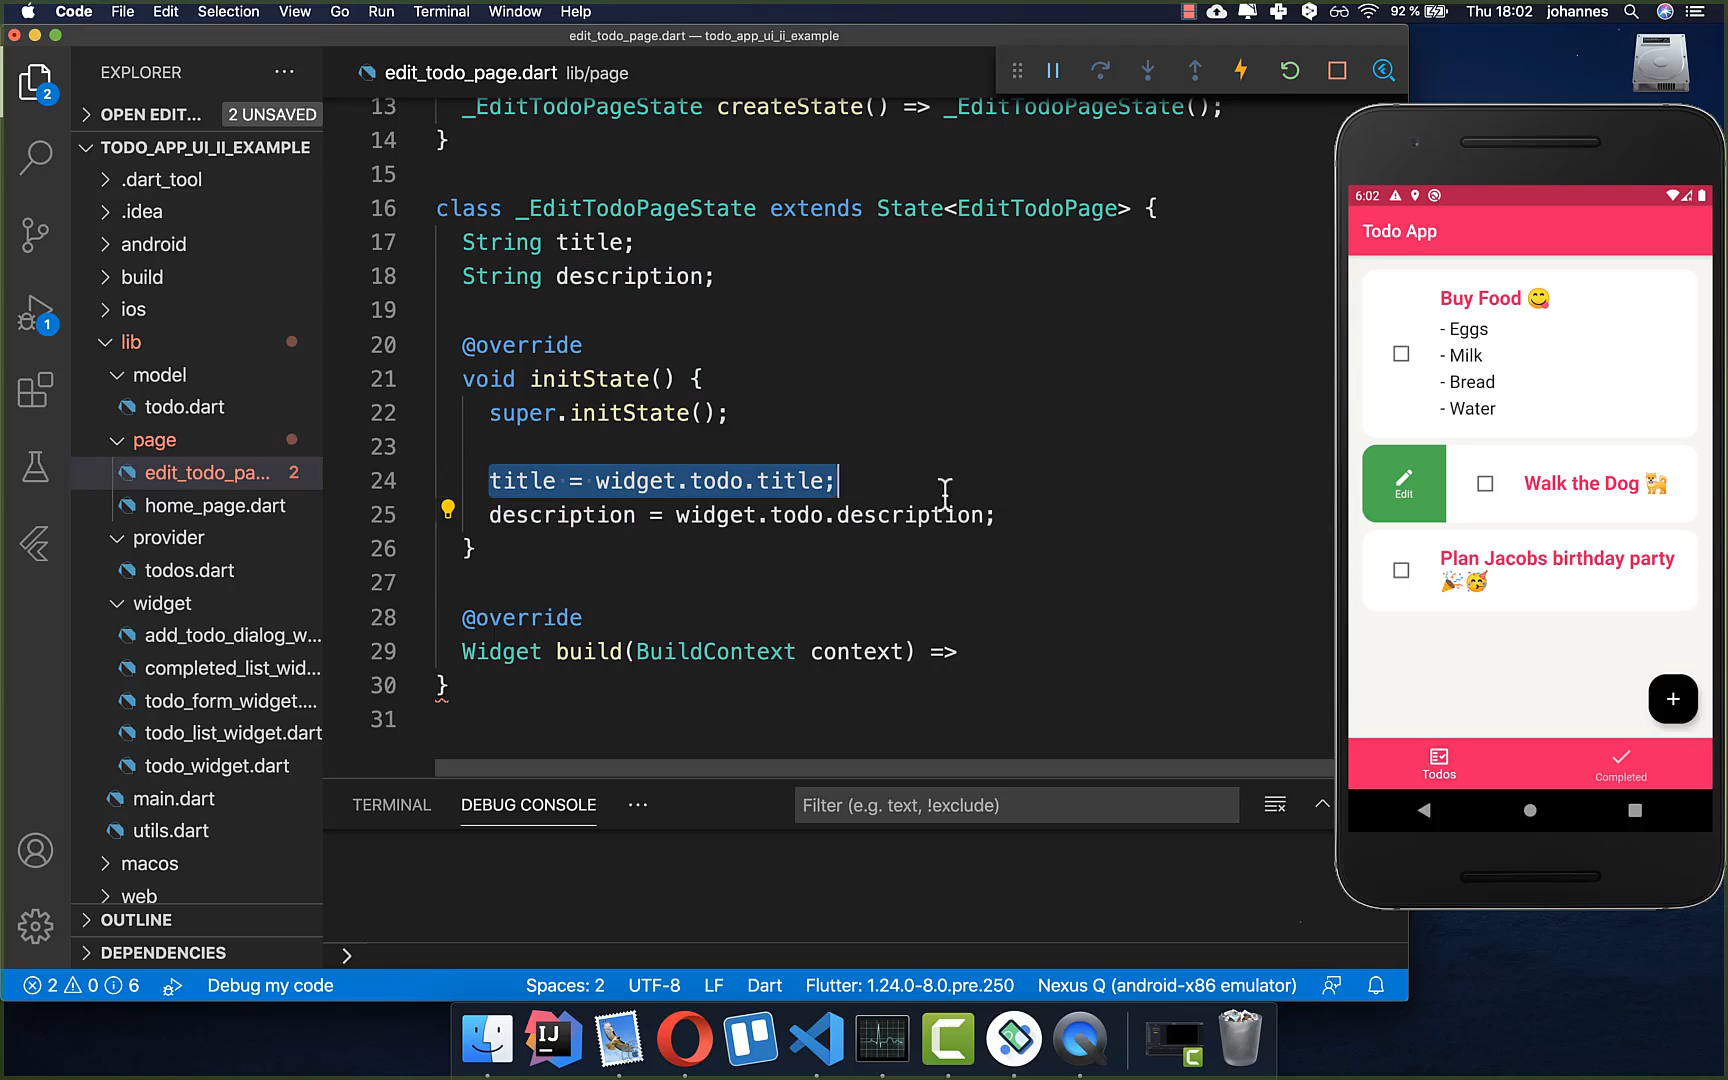 Code File Edit Selection View Go Run Terminal Window Help 92 % Thu 18:02 johannes
edit_todo_page.dart — todo_app_ui_ii_example
EXPLORER ···
edit_todo_page.dart lib/page
2
OPEN EDIT... 2 UNSAVED
TODO_APP_UI_II_EXAMPLE
.dart_tool
.idea
android
build
ios
1
lib
model
todo.dart
page
edit_todo_pa... 2
home_page.dart
provider
todos.dart
widget
add_todo_dialog_w...
completed_list_wid...
todo_form_widget....
todo_list_widget.dart
todo_widget.dart
main.dart
utils.dart
macos
web
OUTLINE
DEPENDENCIES
13 _EditTodoPageState createState() => _EditTodoPageState();
14 }
15
16 class _EditTodoPageState extends State<EditTodoPage> {
17 String title;
18 String description;
19
20 @override
21 void initState() {
22 super.initState();
23
24 title = widget.todo.title;
25 description = widget.todo.description;
26 }
27
28 @override
29 Widget build(BuildContext context) =>
30 }
31
TERMINAL DEBUG CONSOLE ··· Filter (e.g. text, !exclude)
2 0 6 Debug my code Spaces: 2 UTF-8 LF Dart Flutter: 1.24.0-8.0.pre.250 Nexus Q (android-x86 emulator)
6:02
Todo App
Buy Food 😋
- Eggs
- Milk
- Bread
- Water
Edit
Walk the Dog 🐕
Plan Jacobs birthday party
🎉🥳
+
Todos Completed
IJ
C
C